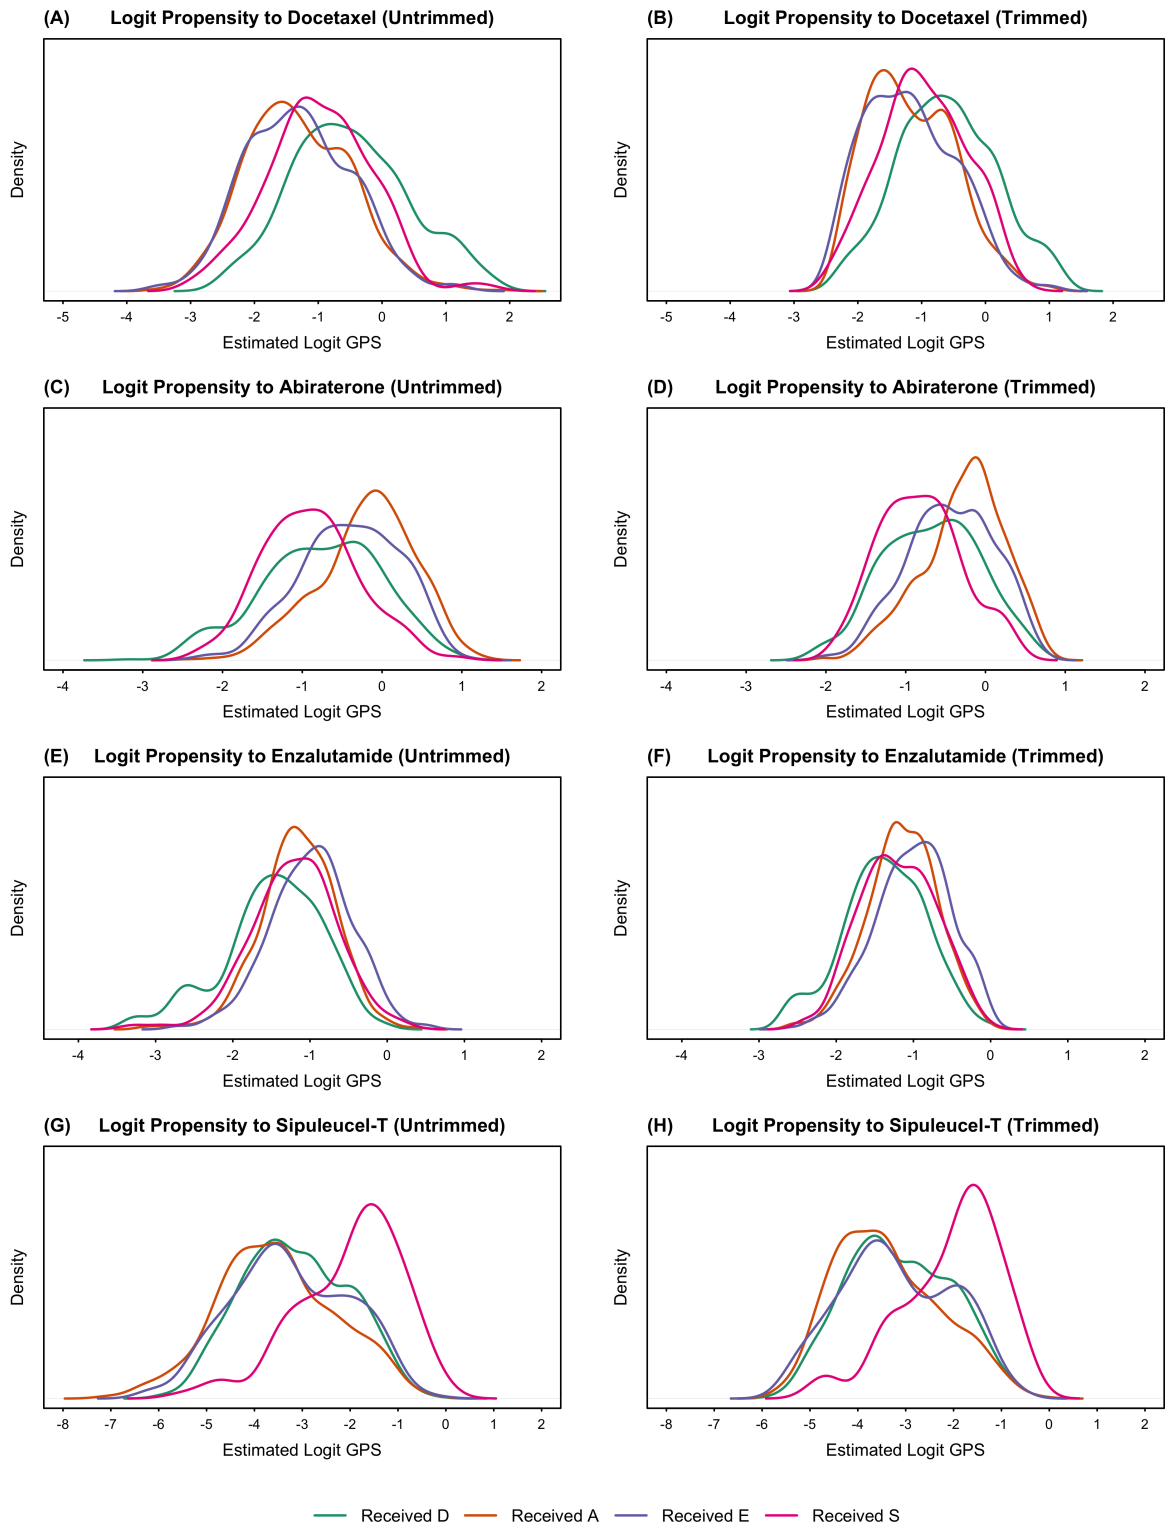 (A) Logit Propensity to Docetaxel (Untrimmed)
Density
-5 -4 -3 -2 -1 0 1 2
Estimated Logit GPS
(B) Logit Propensity to Docetaxel (Trimmed)
Density
-5 -4 -3 -2 -1 0 1 2
Estimated Logit GPS
(C) Logit Propensity to Abiraterone (Untrimmed)
Density
-4 -3 -2 -1 0 1 2
Estimated Logit GPS
(D) Logit Propensity to Abiraterone (Trimmed)
Density
-4 -3 -2 -1 0 1 2
Estimated Logit GPS
(E) Logit Propensity to Enzalutamide (Untrimmed)
Density
-4 -3 -2 -1 0 1 2
Estimated Logit GPS
(F) Logit Propensity to Enzalutamide (Trimmed)
Density
-4 -3 -2 -1 0 1 2
Estimated Logit GPS
(G) Logit Propensity to Sipuleucel-T (Untrimmed)
Density
-8 -7 -6 -5 -4 -3 -2 -1 0 1 2
Estimated Logit GPS
(H) Logit Propensity to Sipuleucel-T (Trimmed)
Density
-8 -7 -6 -5 -4 -3 -2 -1 0 1 2
Estimated Logit GPS
Received D Received A Received E Received S